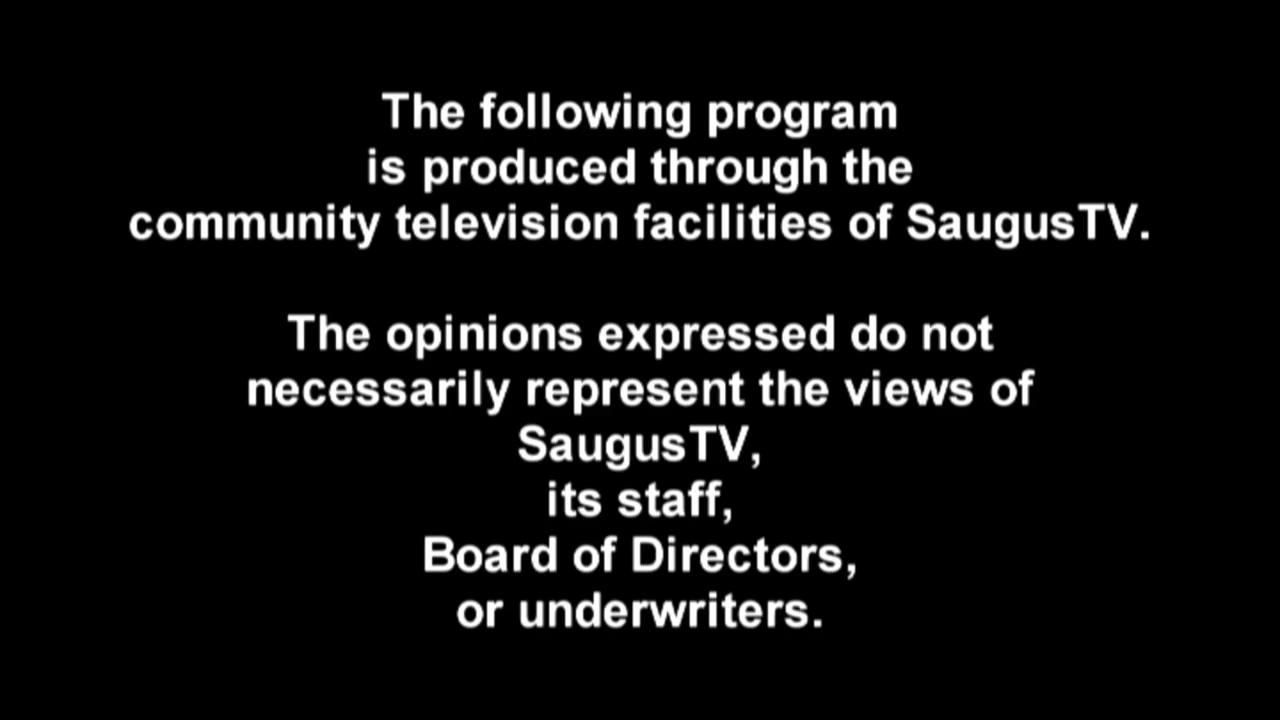 The following program
is produced through the
community television facilities of SaugusTV.
The opinions expressed do not
necessarily represent the views of
SaugusTV,
its staff,
Board of Directors,
or underwriters.